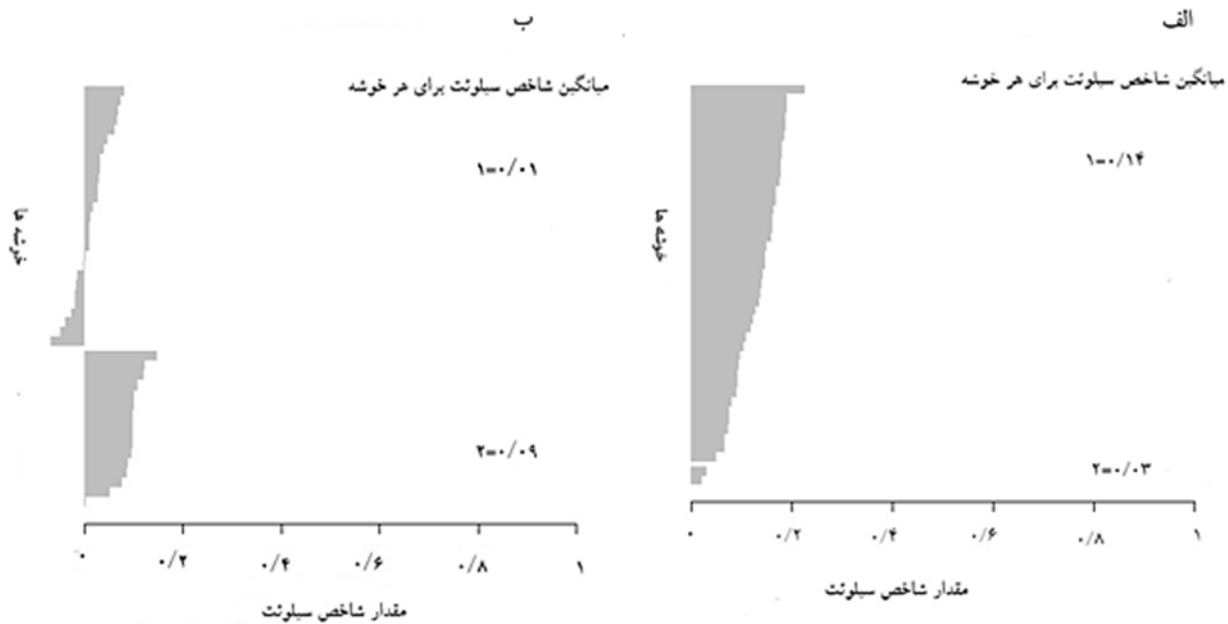 الف
میانگین شاخص سیلوئت برای هر خوشه
۱=۰/۱۴
۲=۰/۰۳
خوشه ها
۰ ۰/۲ ۰/۴ ۰/۶ ۰/۸ ۱
مقدار شاخص سیلوئت
ب
میانگین شاخص سیلوئت برای هر خوشه
۱=۰/۰۱
۲=۰/۰۹
خوشه ها
۰ ۰/۲ ۰/۴ ۰/۶ ۰/۸ ۱
مقدار شاخص سیلوئت